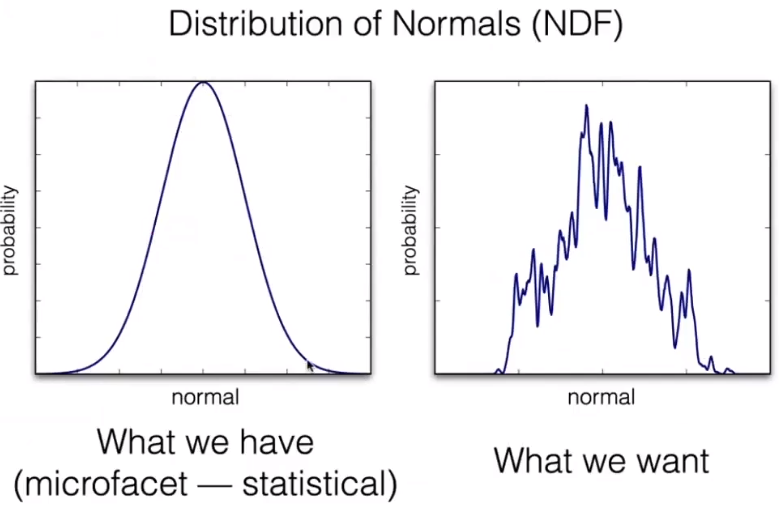 Distribution of Normals (NDF)
probability
normal
What we have
(microfacet — statistical)
probability
normal
What we want